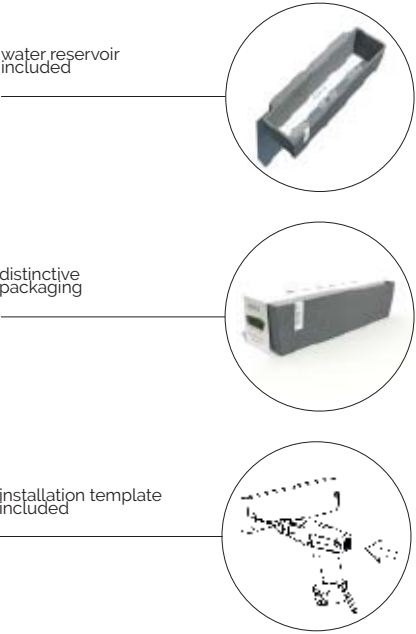 water reservoir
included
distinctive
packaging
installation template
included